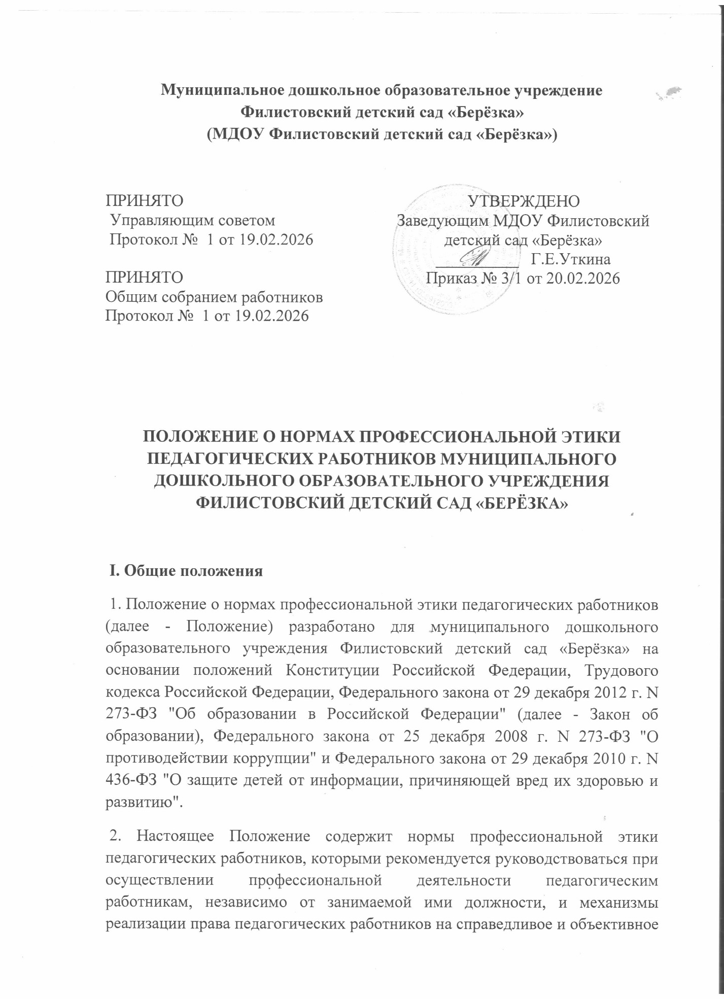 Муниципальное дошкольное образовательное учреждение
Филистовский детский сад «Берёзка»
(МДОУ Филистовский детский сад «Берёзка»)
ПРИНЯТО
Управляющим советом
Протокол № 1 от 19.02.2026
ПРИНЯТО
Общим собранием работников
Протокол № 1 от 19.02.2026
УТВЕРЖДЕНО
Заведующим МДОУ Филистовский
детский сад «Берёзка»
Г.Е.Уткина
Приказ № 3/1 от 20.02.2026
ПОЛОЖЕНИЕ О НОРМАХ ПРОФЕССИОНАЛЬНОЙ ЭТИКИ
ПЕДАГОГИЧЕСКИХ РАБОТНИКОВ МУНИЦИПАЛЬНОГО
ДОШКОЛЬНОГО ОБРАЗОВАТЕЛЬНОГО УЧРЕЖДЕНИЯ
ФИЛИСТОВСКИЙ ДЕТСКИЙ САД «БЕРЁЗКА»
I. Общие положения
1. Положение о нормах профессиональной этики педагогических работников
(далее - Положение) разработано для муниципального дошкольного
образовательного учреждения Филистовский детский сад «Берёзка» на
основании положений Конституции Российской Федерации, Трудового
кодекса Российской Федерации, Федерального закона от 29 декабря 2012 г. N
273-ФЗ "Об образовании в Российской Федерации" (далее - Закон об
образовании), Федерального закона от 25 декабря 2008 г. N 273-ФЗ "О
противодействии коррупции" и Федерального закона от 29 декабря 2010 г. N
436-ФЗ "О защите детей от информации, причиняющей вред их здоровью и
развитию".
2. Настоящее Положение содержит нормы профессиональной этики
педагогических работников, которыми рекомендуется руководствоваться при
осуществлении профессиональной деятельности педагогическим
работникам, независимо от занимаемой ими должности, и механизмы
реализации права педагогических работников на справедливое и объективное